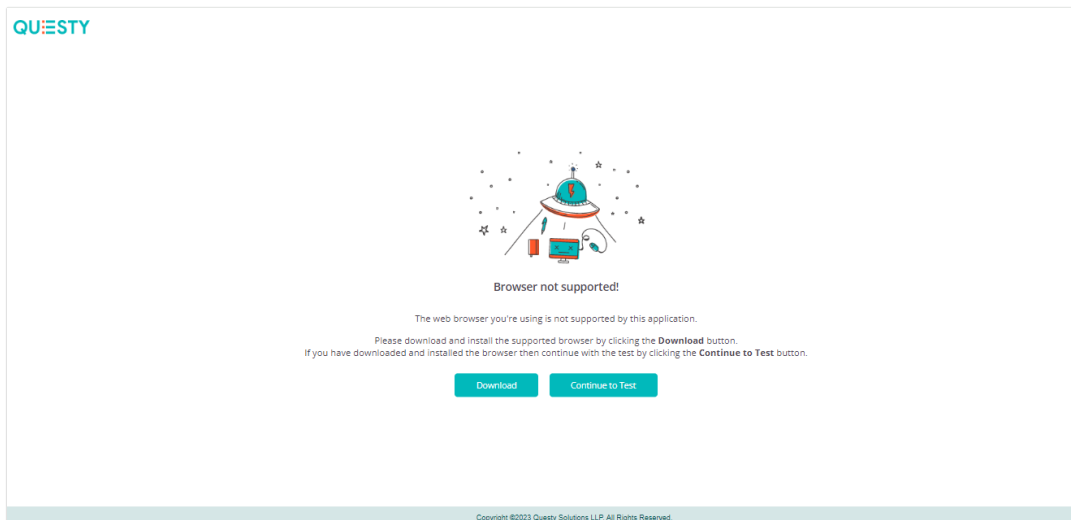 QUESTY
Browser not supported!
The web browser you're using is not supported by this application.
Please download and install the supported browser by clicking the Download button.
If you have downloaded and installed the browser then continue with the test by clicking the Continue to Test button.
Download
Continue to Test
Copyright ©2023 Questy Solutions LLP. All Rights Reserved.